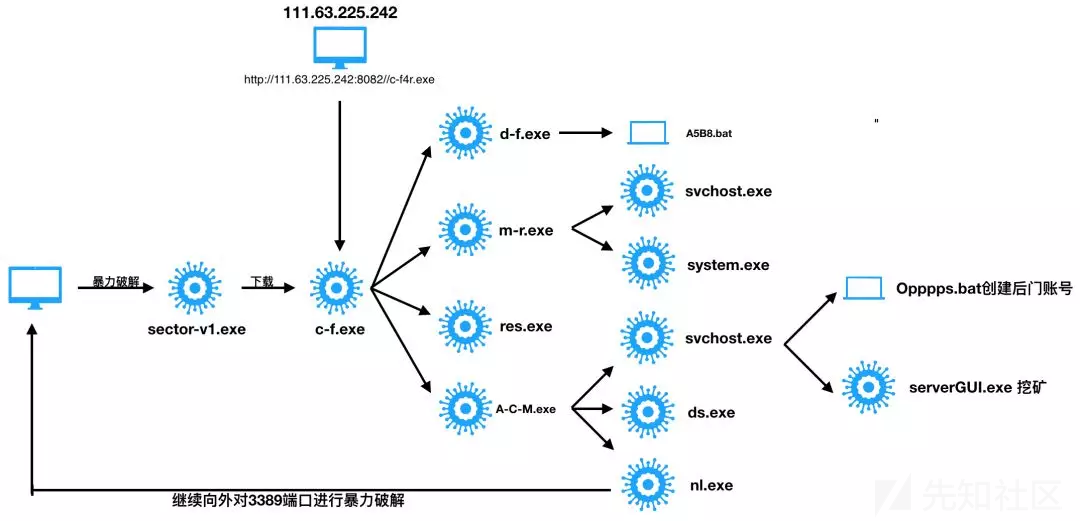 111.63.225.242
http://111.63.225.242:8082//c-f4r.exe
d-f.exe
A5B8.bat
"
svchost.exe
m-r.exe
system.exe
暴力破解
下载
Opppps.bat创建后门账号
sector-v1.exe
c-f.exe
res.exe
svchost.exe
serverGUI.exe 挖矿
A-C-M.exe
ds.exe
nl.exe
继续向外对3389端口进行暴力破解
先知社区